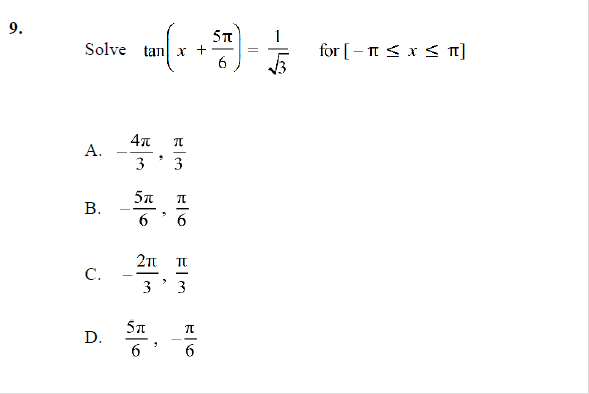 9.
Solve tan(x + 5π/6) = 1/√3 for [– π ≤ x ≤ π]
A. –4π/3 , π/3
B. –5π/6 , π/6
C. –2π/3 , π/3
D. 5π/6 , –π/6